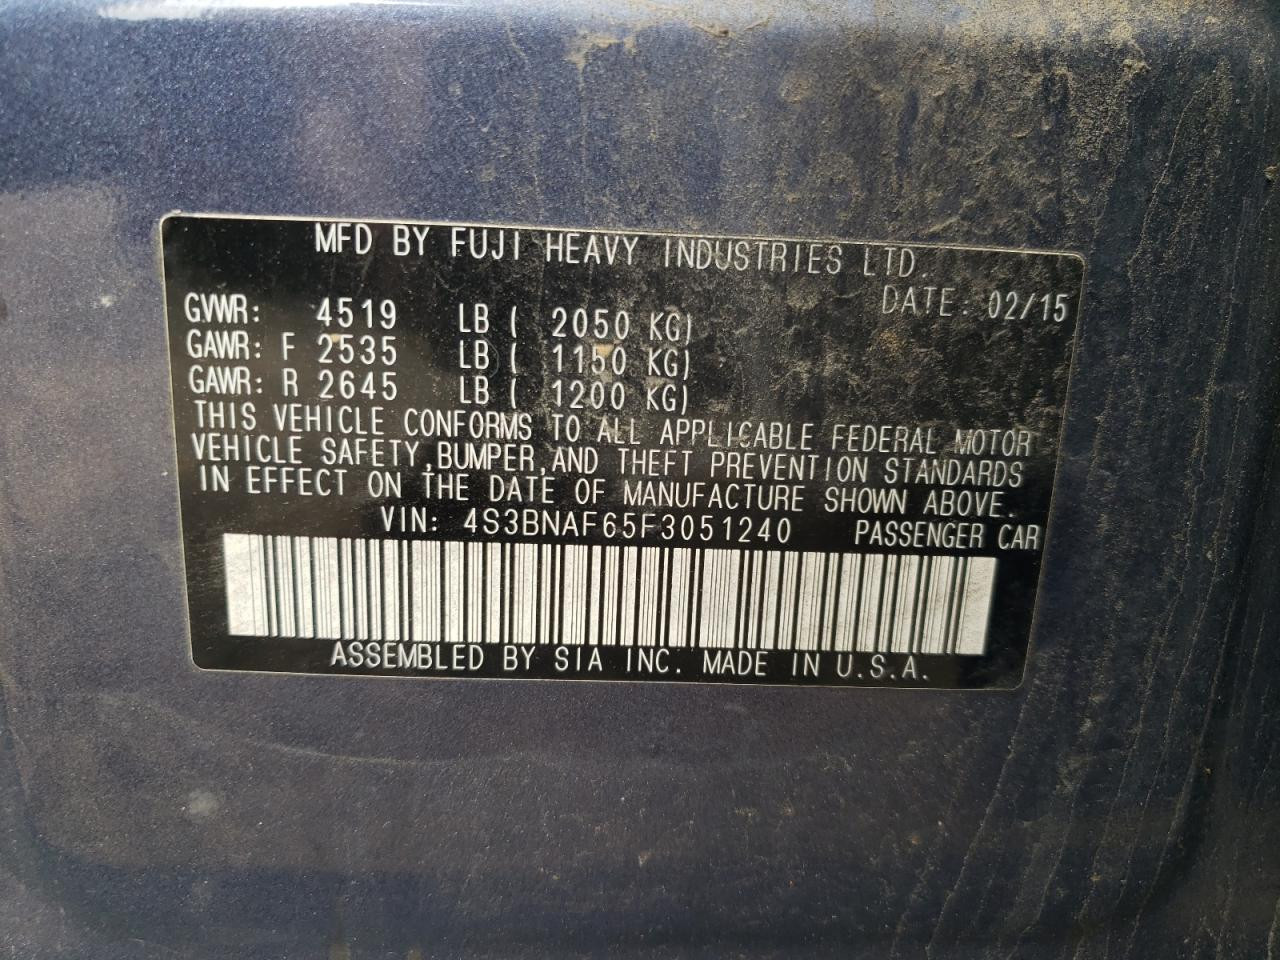 MFD BY FUJI HEAVY INDUSTRIES LTD.
DATE: 02/15
GVWR: 4519 LB ( 2050 KG)
GAWR: F 2535 LB ( 1150 KG)
GAWR: R 2645 LB ( 1200 KG)
THIS VEHICLE CONFORMS TO ALL APPLICABLE FEDERAL MOTOR
VEHICLE SAFETY,BUMPER,AND THEFT PREVENTION STANDARDS
IN EFFECT ON THE DATE OF MANUFACTURE SHOWN ABOVE.
VIN: 4S3BNAF65F3051240 PASSENGER CAR
ASSEMBLED BY SIA INC. MADE IN U.S.A.